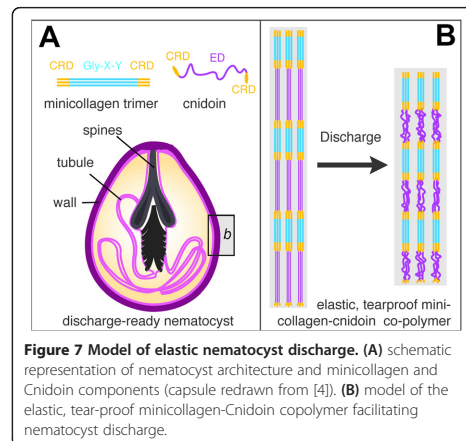 A
B
CRD Gly-X-Y CRD
ED
CRD
CRD
minicollagen trimer
cnidoin
spines
tubule
wall
b
discharge-ready nematocyst
Discharge
elastic, tearproof mini-
collagen-cnidoin co-polymer
Figure 7 Model of elastic nematocyst discharge. (A) schematic
representation of nematocyst architecture and minicollagen and
Cnidoin components (capsule redrawn from [4]). (B) model of the
elastic, tear-proof minicollagen-Cnidoin copolymer facilitating
nematocyst discharge.